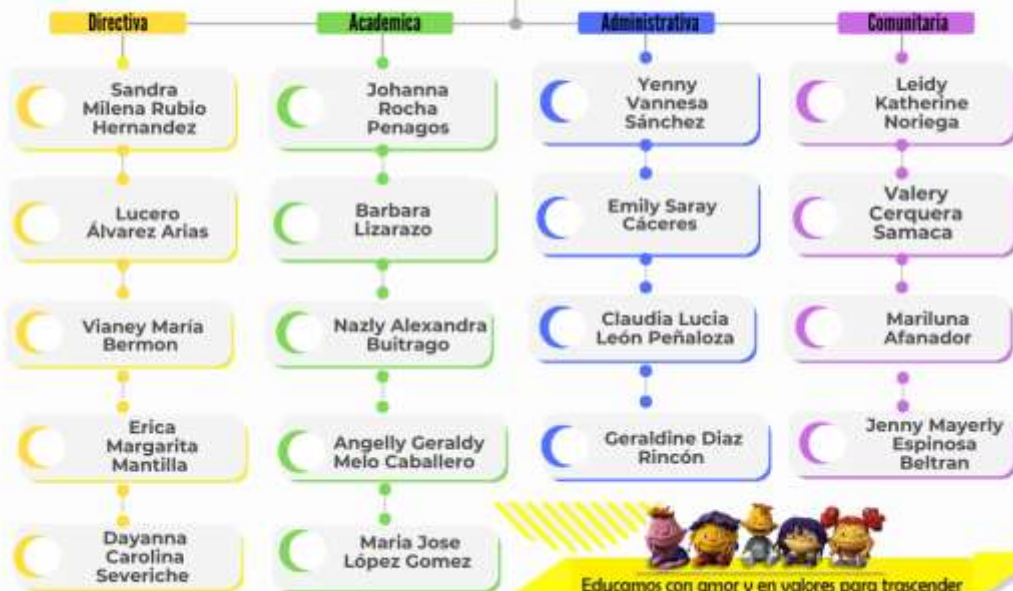 Directiva
Academica
Administrativa
Comunitaria
Sandra
Milena Rubio
Hernandez
Lucero
Álvarez Arias
Vianey María
Bermon
Erica
Margarita
Mantilla
Dayanna
Carolina
Severiche
Johanna
Rocha
Penagos
Barbara
Lizarazo
Nazly Alexandra
Buitrago
Angelly Geraldy
Melo Caballero
Maria Jose
López Gomez
Yenny
Vannesa
Sánchez
Emily Saray
Cáceres
Claudia Lucia
León Peñaloza
Geraldine Diaz
Rincón
Leidy
Katherine
Noriega
Valery
Cerquera
Samaca
Mariluna
Afanador
Jenny Mayerly
Espinosa
Beltran
Educamos con amor y en valores para trascender